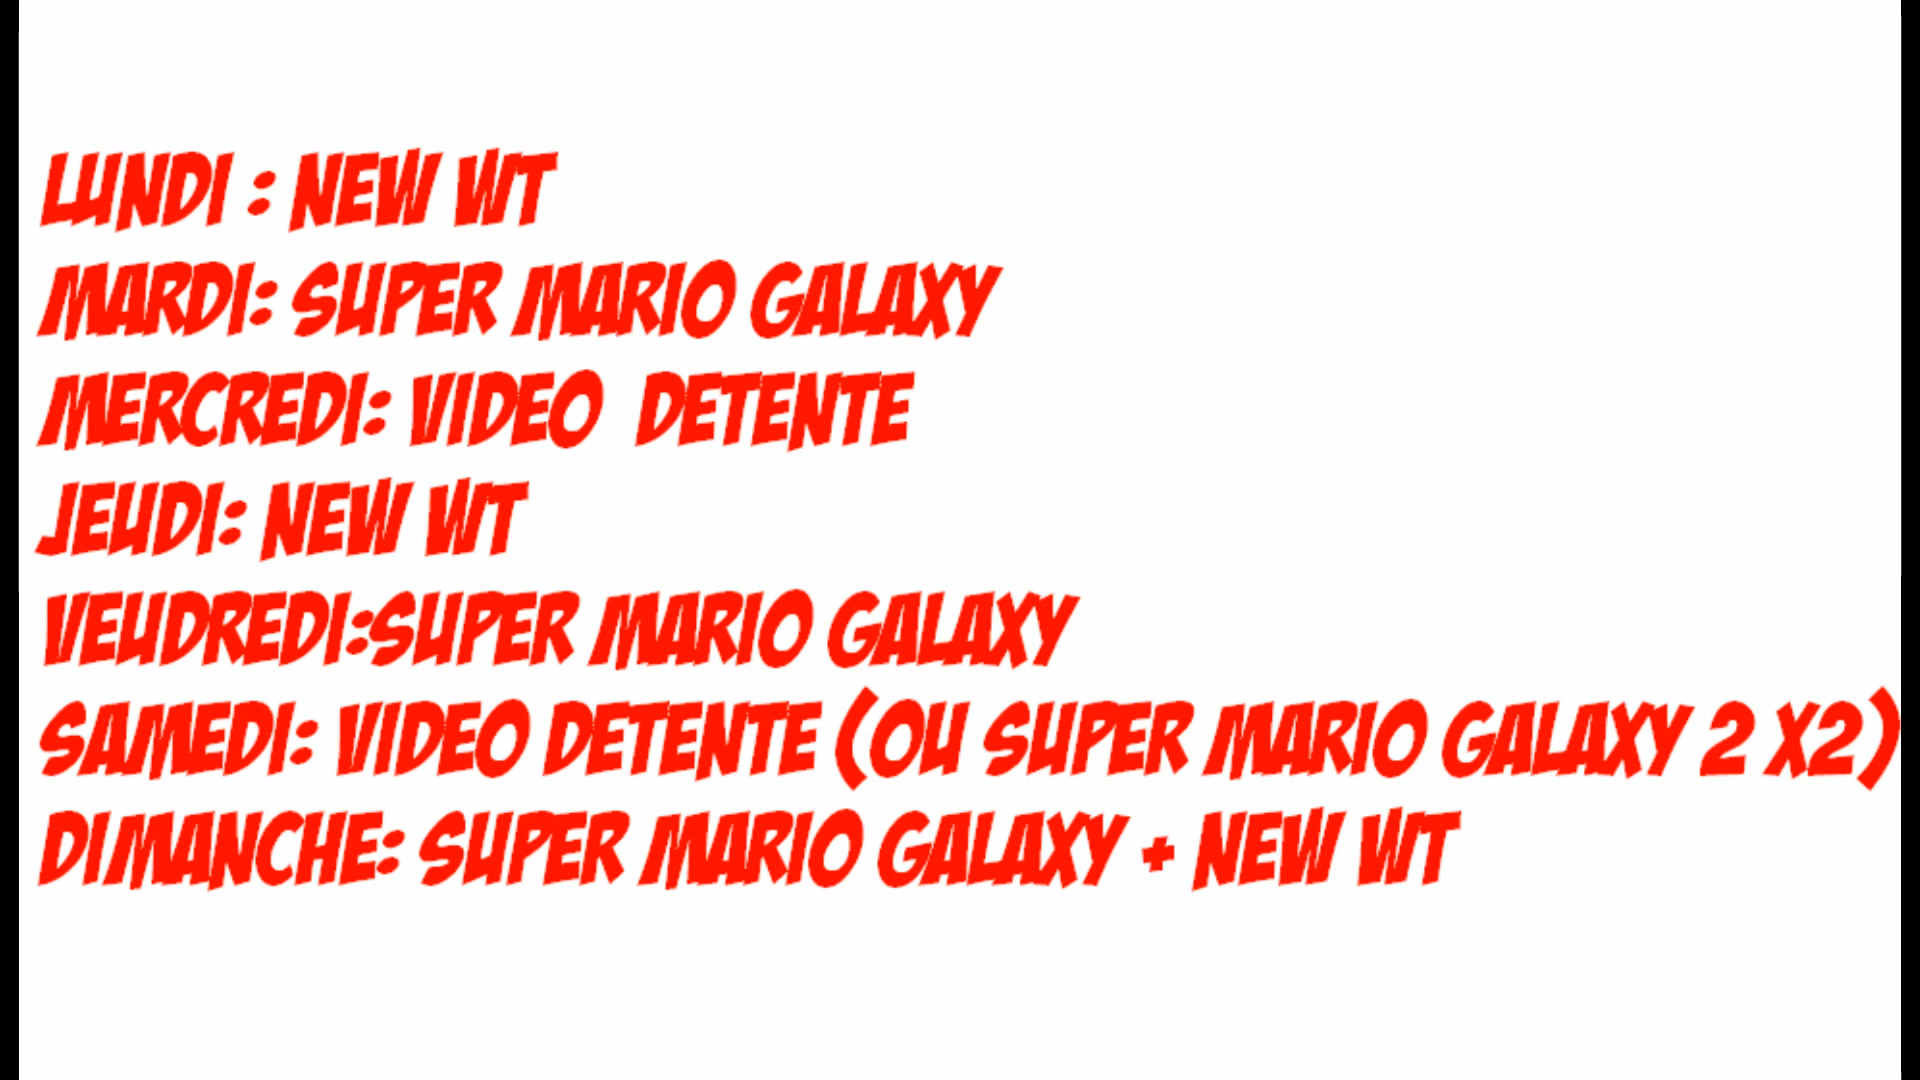 LUNDI : NEW WT
MARDI: SUPER MARIO GALAXY
MERCREDI: VIDEO  DETENTE
JEUDI: NEW WT
VEUDREDI:SUPER MARIO GALAXY
SAMEDI: VIDEO DETENTE (OU SUPER MARIO GALAXY 2 X2)
DIMANCHE: SUPER MARIO GALAXY + NEW WT